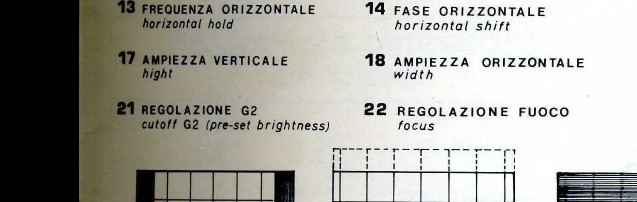 13 FREQUENZA ORIZZONTALE
horizontal hold
14 FASE ORIZZONTALE
horizontal shift
17 AMPIEZZA VERTICALE
hight
18 AMPIEZZA ORIZZONTALE
width
21 REGOLAZIONE G2
cutoff G2 (pre-set brightness)
22 REGOLAZIONE FUOCO
focus